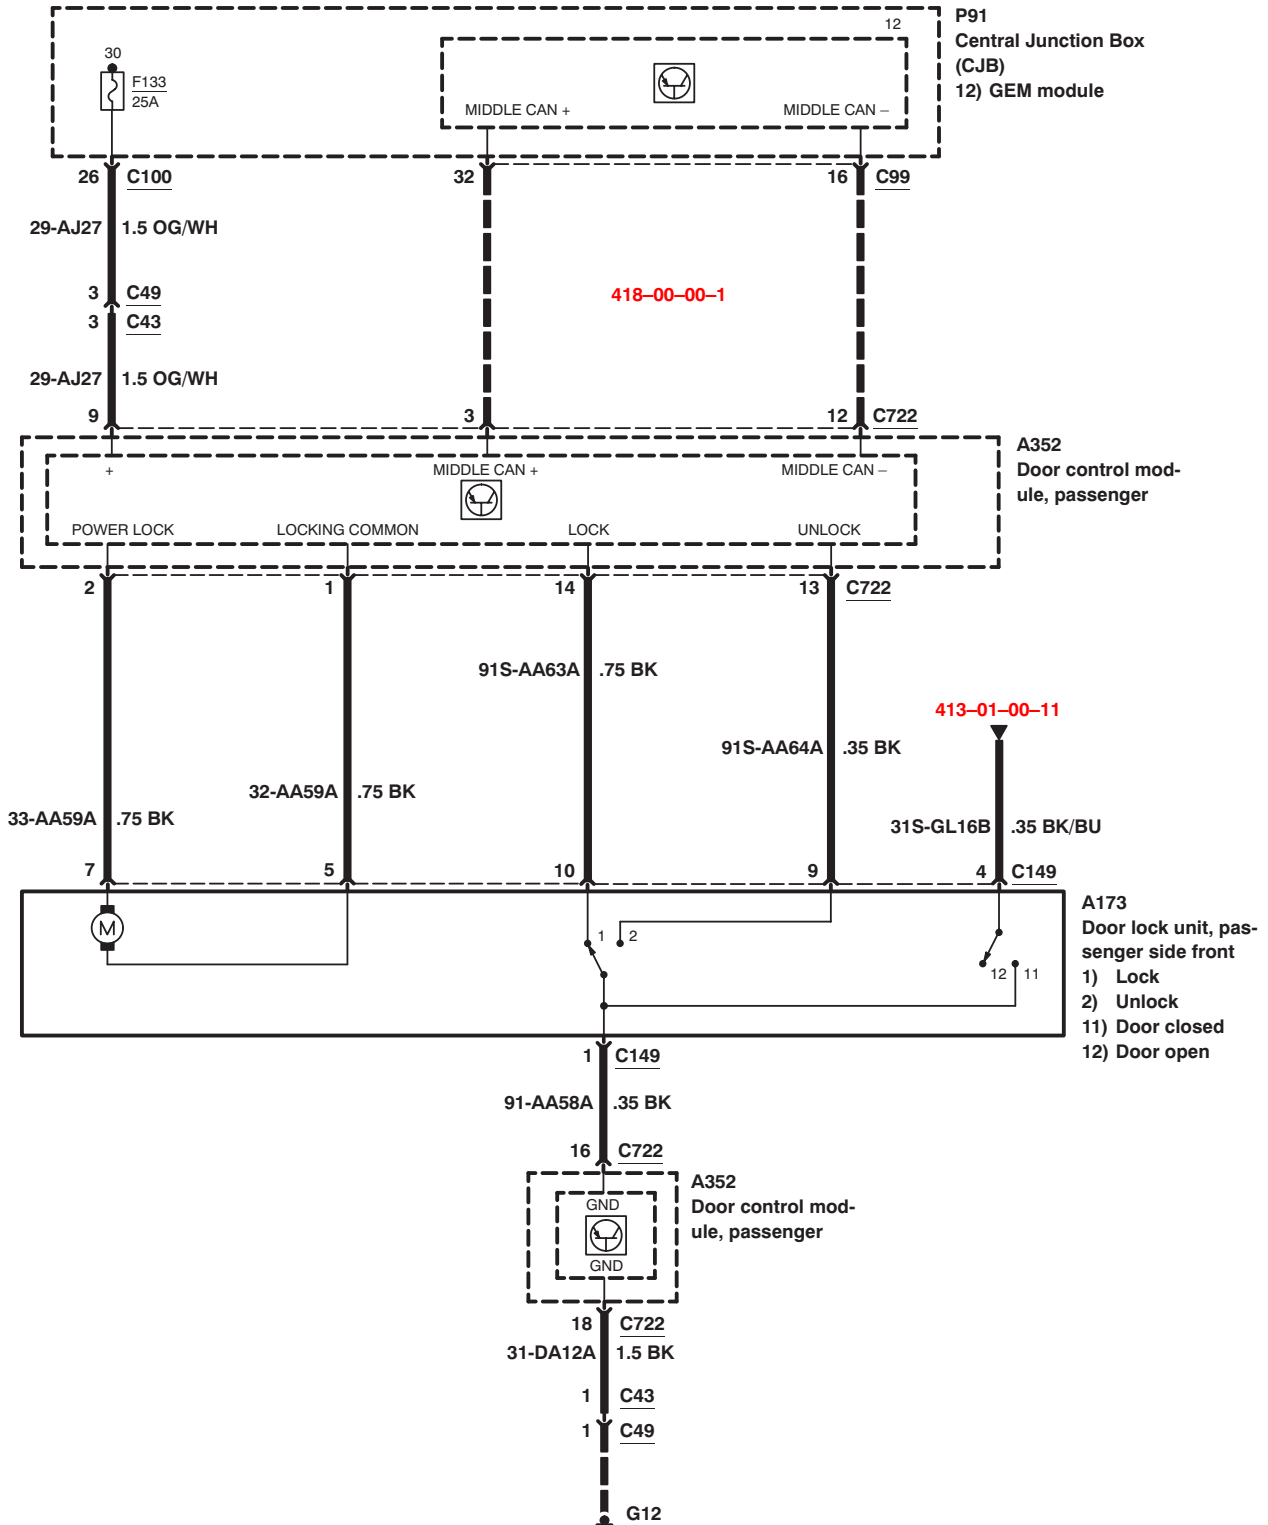 P91
Central Junction Box
(CJB)
12) GEM module
12
30
F133
25A
MIDDLE CAN +
MIDDLE CAN –
26 C100
32
16 C99
29-AJ27 1.5 OG/WH
418–00–00–1
3 C49
3 C43
29-AJ27 1.5 OG/WH
9
3
12 C722
A352
Door control mod-
ule, passenger
+
MIDDLE CAN +
MIDDLE CAN –
POWER LOCK
LOCKING COMMON
LOCK
UNLOCK
2
1
14
13 C722
91S-AA63A .75 BK
413–01–00–11
91S-AA64A .35 BK
32-AA59A .75 BK
33-AA59A .75 BK
31S-GL16B .35 BK/BU
7
5
10
9
4 C149
A173
Door lock unit, pas-
senger side front
1) Lock
2) Unlock
11) Door closed
12) Door open
M
1
2
12
11
1 C149
91-AA58A .35 BK
16 C722
A352
Door control mod-
ule, passenger
GND
GND
18 C722
31-DA12A 1.5 BK
1 C43
1 C49
G12